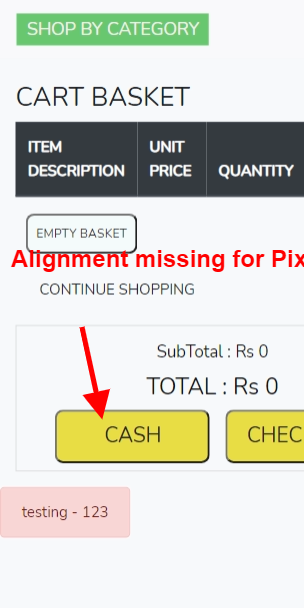 SHOP BY CATEGORY
CART BASKET
ITEM DESCRIPTION UNIT PRICE QUANTITY
EMPTY BASKET
Alignment missing for Pix
CONTINUE SHOPPING
SubTotal : Rs 0
TOTAL : Rs 0
CASH CHEC
testing - 123